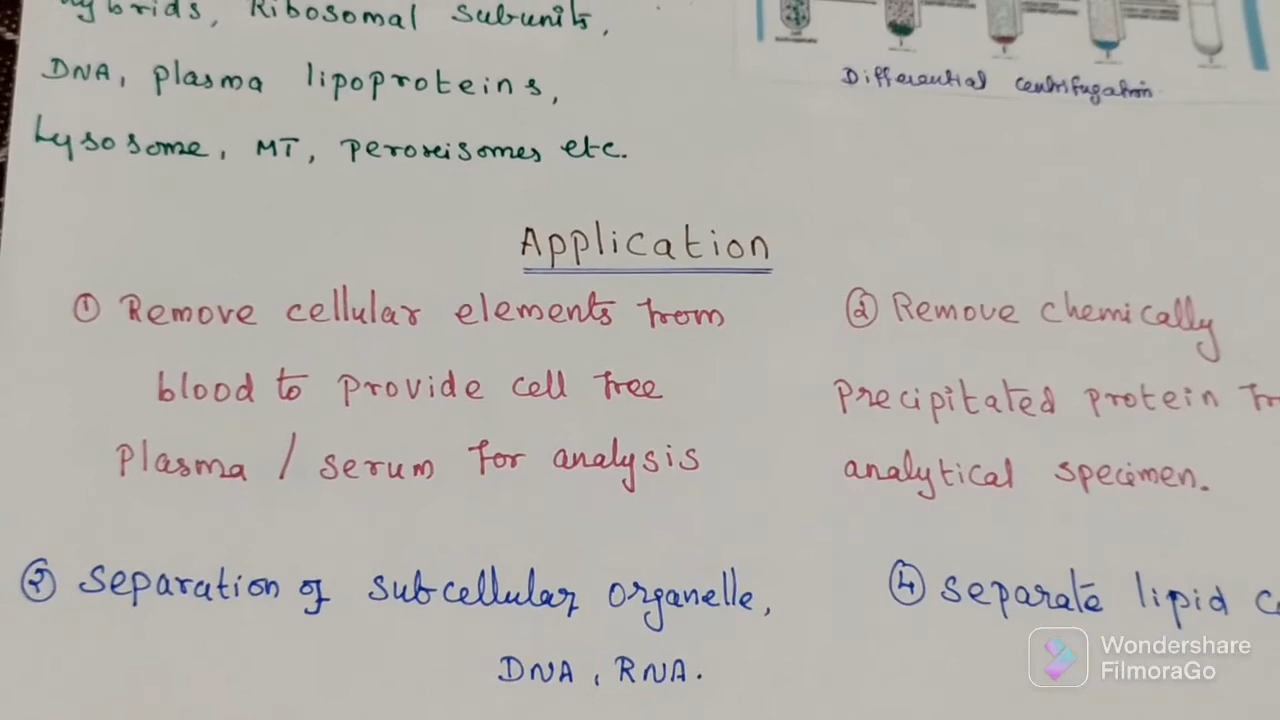 hybrids, Ribosomal subunits,
DNA, plasma lipoproteins,
Lysosome, MT, peroxisomes etc.
Differential centrifugation
Application
① Remove cellular elements from
blood to provide cell free
plasma / serum for analysis
② Remove chemically
precipitated protein
analytical specimen.
③ Separation of subcellular organelle,
DNA, RNA.
④ separate lipid
Wondershare
FilmoraGo